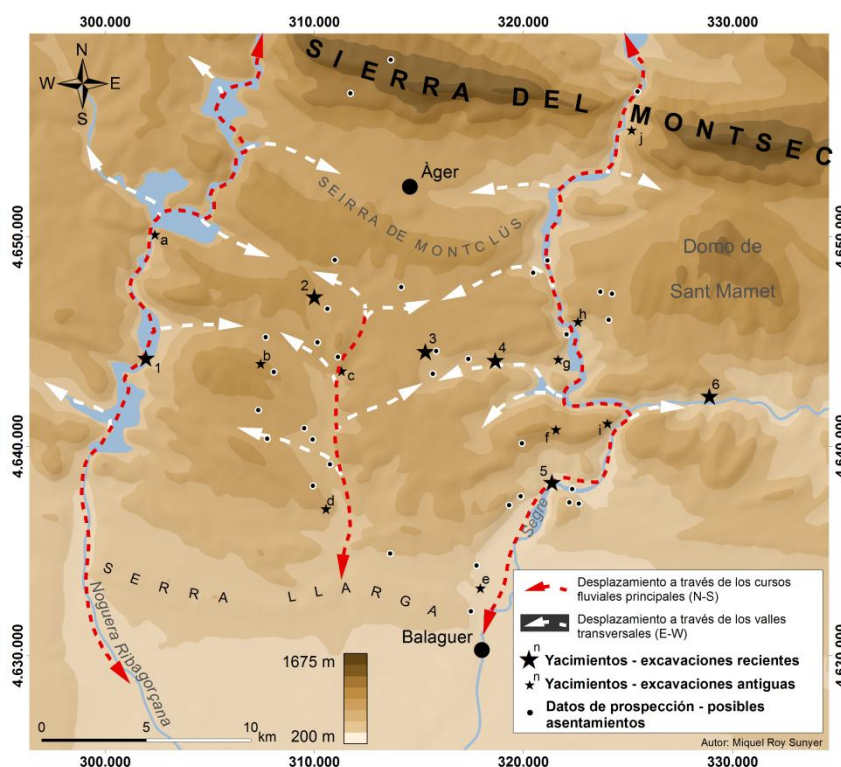 300.000 310.000 320.000 330.000
N
W E
S
SIERRA DEL MONTSEC
j
Àger
SEIRRA DE MONTCLÚS
4.650.000 4.650.000
a
Domo de
Sant Mamet
2
h
3
4
1
b
c
g
6
4.640.000 4.640.000
f
i
5
d
Segre
e
SERRA LLARGA
Balaguer
Noguera Ribagorçana
4.630.000 4.630.000
1675 m
200 m
0 5 10
km
Desplazamiento a través de los cursos
fluviales principales (N-S)
Desplazamiento a través de los valles
transversales (E-W)
n
Yacimientos - excavaciones recientes
n
Yacimientos - excavaciones antiguas
Datos de prospección - posibles
asentamientos
Autor: Miquel Roy Sunyer
300.000 310.000 320.000 330.000